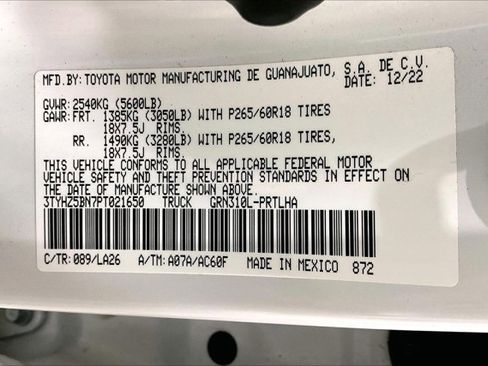 MFD.BY: TOYOTA MOTOR MANUFACTURING DE GUANAJUATO, S.A. DE C.V.
12/22
GVWR: 2540KG (5600LB)
GAWR: FRT. 1385KG (3050LB) WITH P265/60R18 TIRES
18X7.5J RIMS.
RR. 1490KG (3280LB) WITH P265/60R18 TIRES,
18X7.5J RIMS.
THIS VEHICLE CONFORMS TO ALL APPLICABLE FEDERAL MOTOR
VEHICLE SAFETY AND THEFT PREVENTION STANDARDS IN EFFECT ON
THE DATE OF MANUFACTURE SHOWN ABOVE.
3TYHZ5BN7PT021650 TRUCK GRN310L-PRTLHA
C/TR: 089/LA26 A/TM: A07A/AC60F MADE IN MEXICO 872